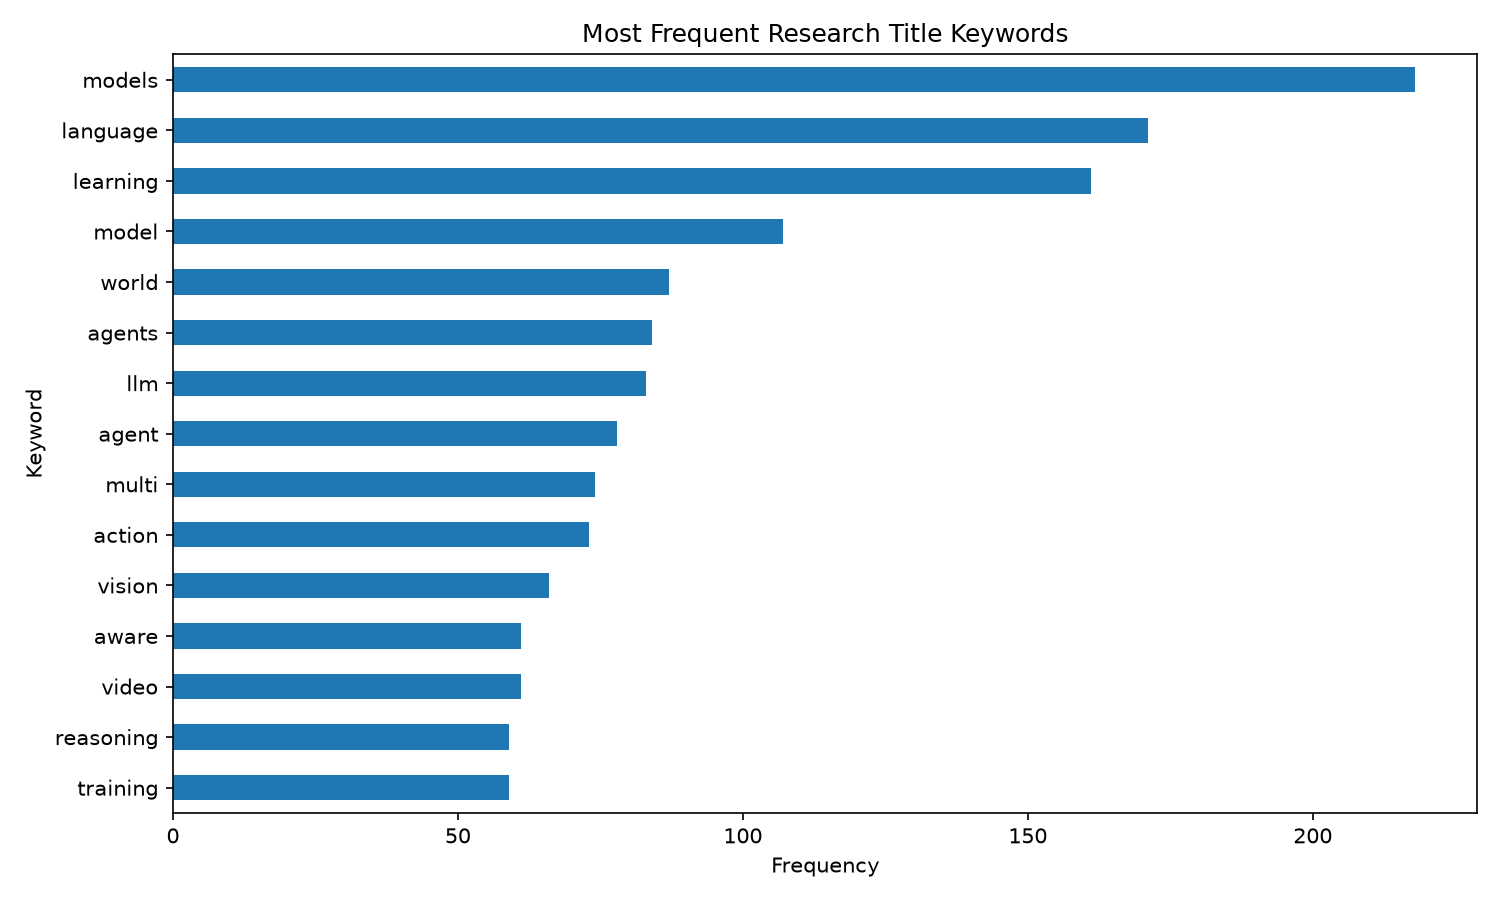 Most Frequent Research Title Keywords
models
language
learning
model
world
agents
llm
agent
multi
action
vision
aware
video
reasoning
training
Keyword
0 50 100 150 200
Frequency